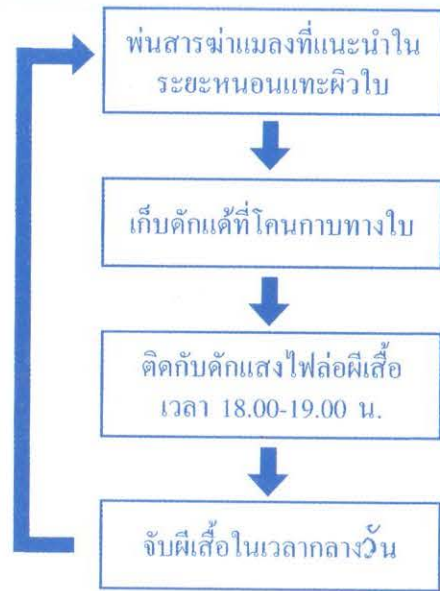 พ่นสารฆ่าแมลงที่แนะนำใน
ระยะหนอนแทะผิวใบ
เก็บดักแด้ที่โคนกาบทางใบ
ติดกับดักแสงไฟล่อผีเสื้อ
เวลา 18.00-19.00 น.
จับผีเสื้อในเวลากลางวัน